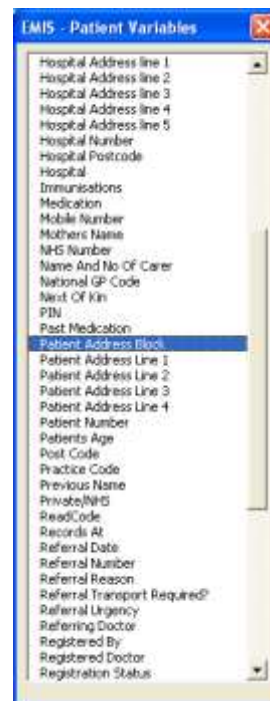 EMIS - Patient Variables
Hospital Address line 1
Hospital Address line 2
Hospital Address line 3
Hospital Address line 4
Hospital Address line 5
Hospital Number
Hospital Postcode
Hospital
Immunisations
Medication
Mobile Number
Mothers Name
NHS Number
Name And No Of Carer
National GP Code
Next Of Kin
PIN
Past Medication
Patient Address Block
Patient Address Line 1
Patient Address Line 2
Patient Address Line 3
Patient Address Line 4
Patient Number
Patients Age
Post Code
Practice Code
Previous Name
Private/NHS
ReadCode
Records At
Referral Date
Referral Number
Referral Reason
Referral Transport Required?
Referral Urgency
Referring Doctor
Registered By
Registered Doctor
Registration Status